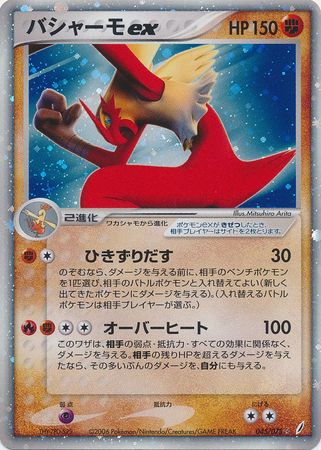 バシャーモex HP150
Illus. Mitsuhiro Arita
2進化 ワカシャモから進化
ポケモンexがきぜつしたとき、
相手プレイヤーはサイドを2枚とります。
ひきずりだす 30
のぞむなら、ダメージを与える前に、相手のベンチポケモン
を1匹選び、相手のバトルポケモンと入れ替えてよい(新しく
出てきたポケモンにダメージを与える)。(入れ替えるバトル
ポケモンは相手プレイヤーが選ぶ。)
オーバーヒート 100
このワザは、相手の弱点・抵抗力・すべての効果に関係なく、
ダメージを与える。相手の残りHPを超えるダメージを与え
たなら、その多いぶんのダメージを、自分にも与える。
弱点 抵抗力 にげる
©2006 Pokémon/Nintendo/Creatures/GAME FREAK